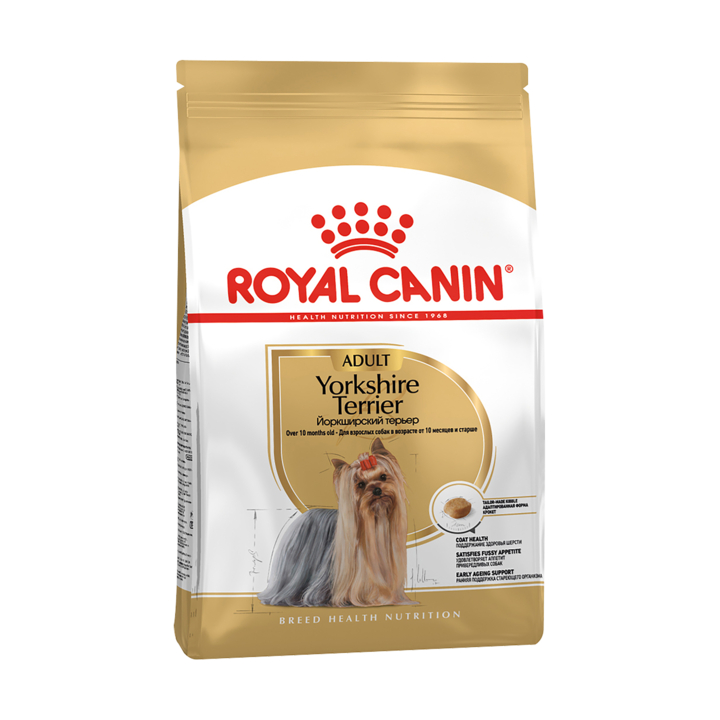 ROYAL CANIN®
HEALTH NUTRITION SINCE 1968
ADULT
Yorkshire
Terrier
Йоркширский терьер
Over 10 months old - Для взрослых собак в возрасте от 10 месяцев и старше
TAILOR-MADE KIBBLE
АДАПТИРОВАННАЯ ФОРМА
КРОКЕТ
COAT HEALTH
ПОДДЕРЖАНИЕ ЗДОРОВЬЯ ШЕРСТИ
SATISFIES FUSSY APPETITE
УДОВЛЕТВОРЯЕТ АППЕТИТ
ПРИВЕРЕДЛИВЫХ СОБАК
EARLY AGEING SUPPORT
РАННЯЯ ПОДДЕРЖКА СТАРЕЮЩЕГО ОРГАНИЗМА
BREED HEALTH NUTRITION